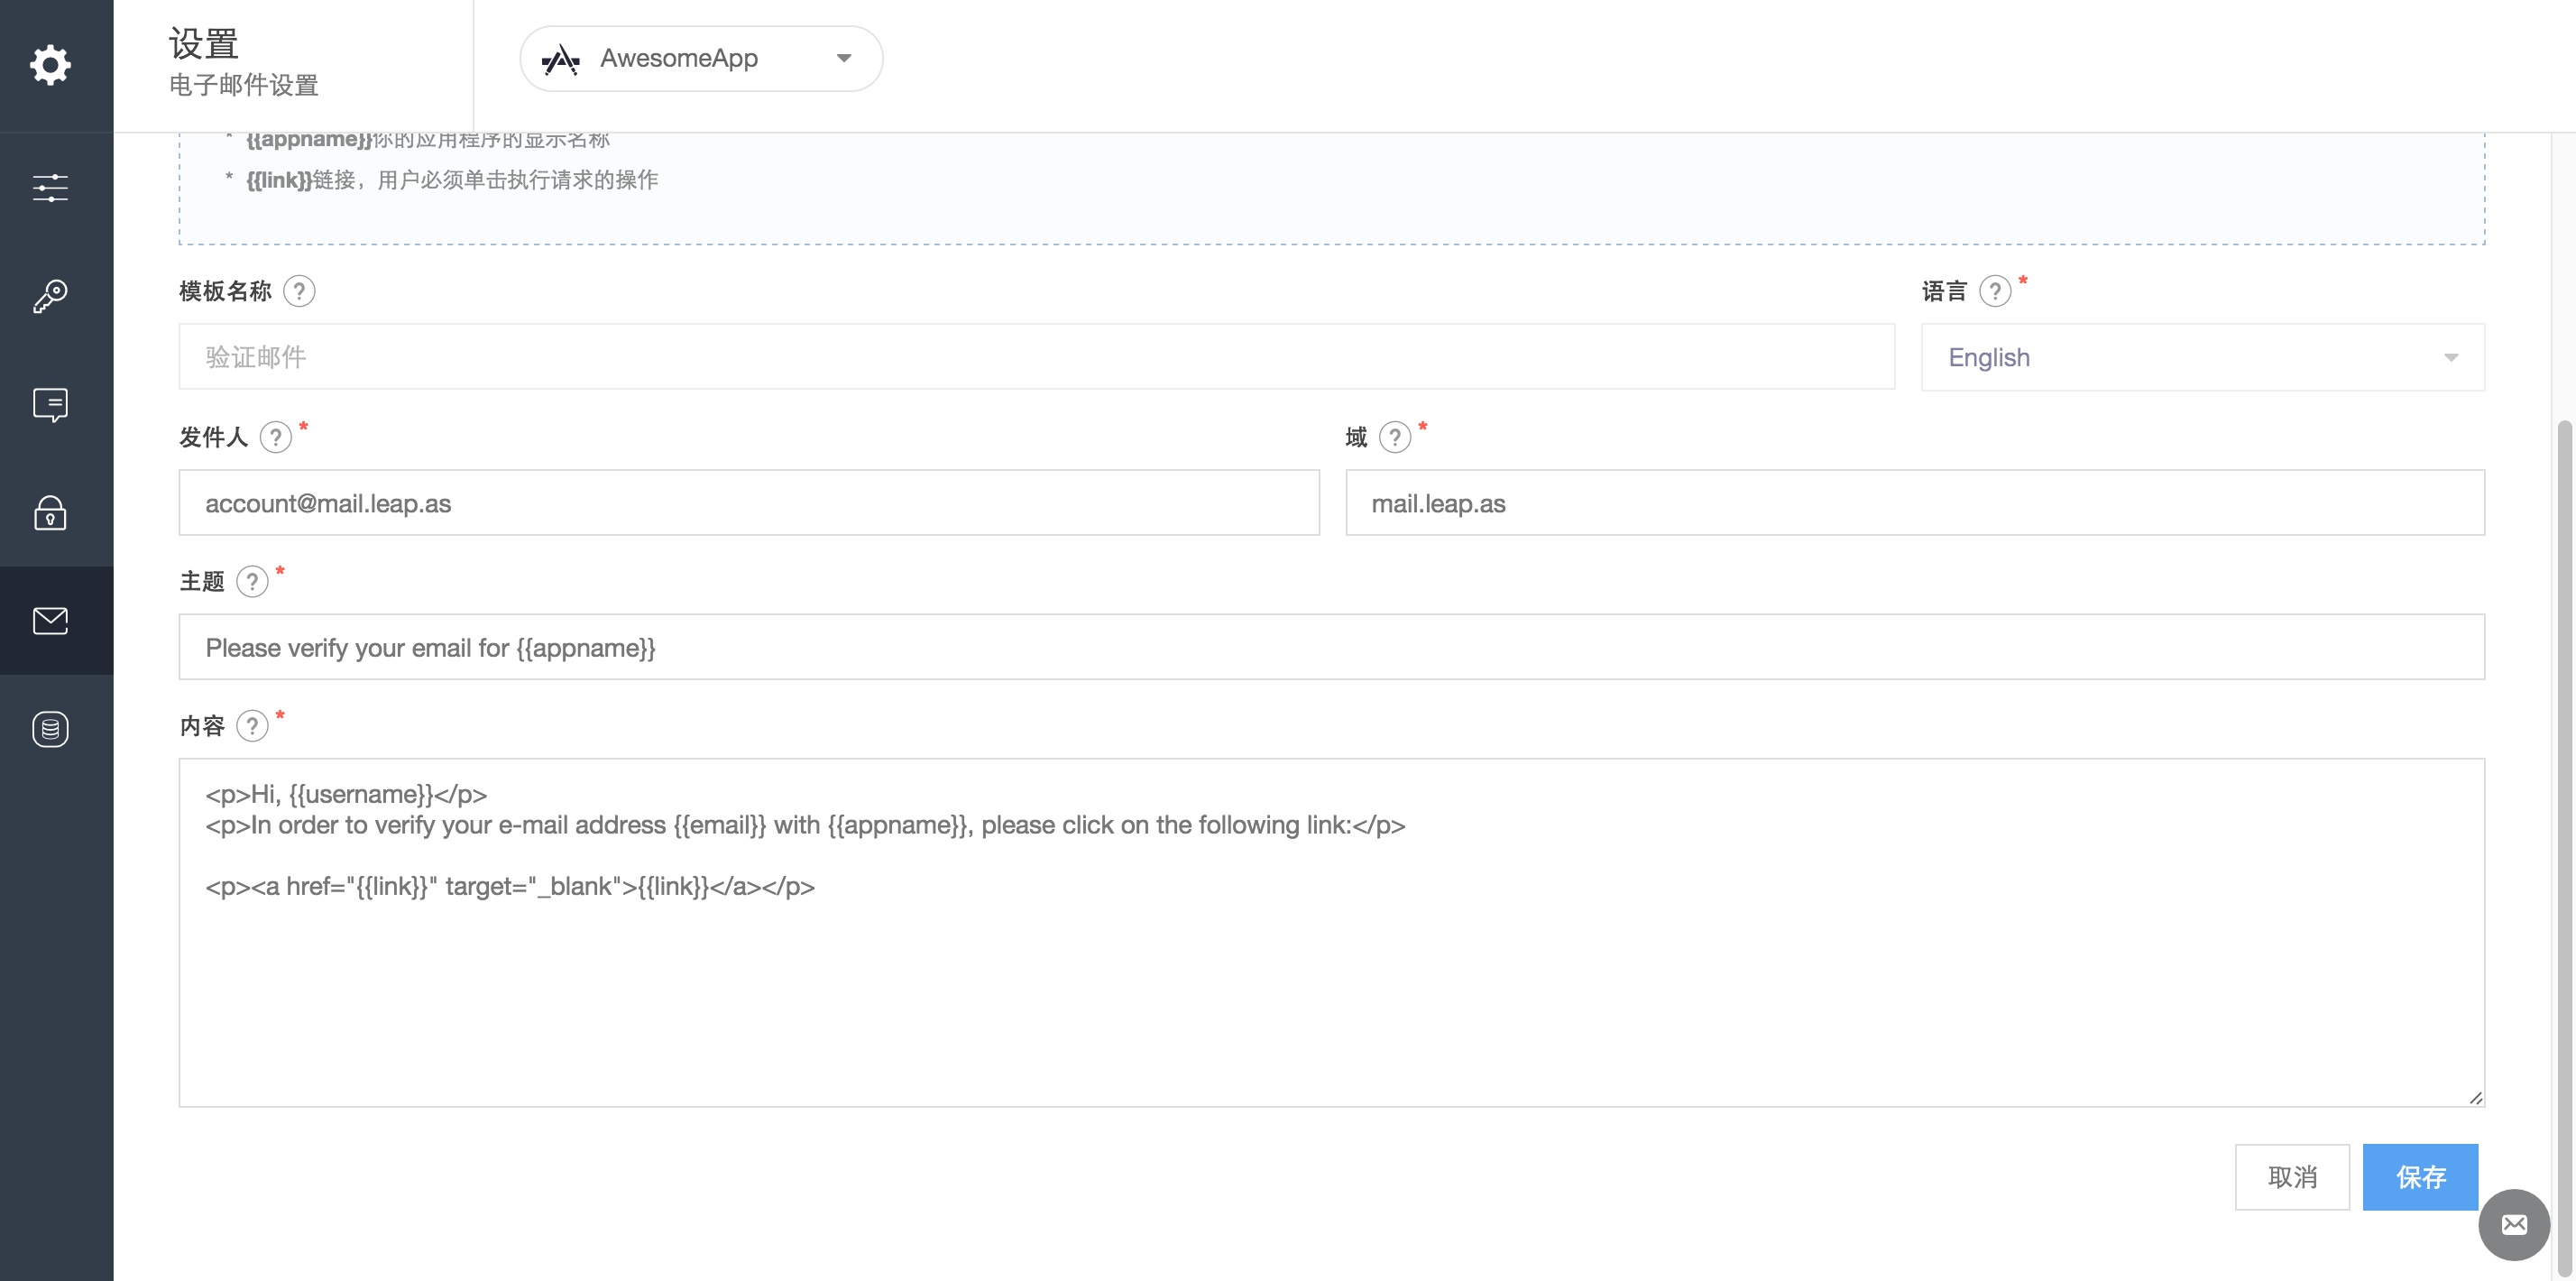 设置
电子邮件设置
AwesomeApp
* {{appname}}你的应用程序的显示名称
* {{link}}链接，用户必须单击执行请求的操作
模板名称 ?
语言 ? *
验证邮件
English
发件人 ? *
域 ? *
account@mail.leap.as
mail.leap.as
主题 ? *
Please verify your email for {{appname}}
内容 ? *
<p>Hi, {{username}}</p>
<p>In order to verify your e-mail address {{email}} with {{appname}}, please click on the following link:</p>
<p><a href="{{link}}" target="_blank">{{link}}</a></p>
取消
保存